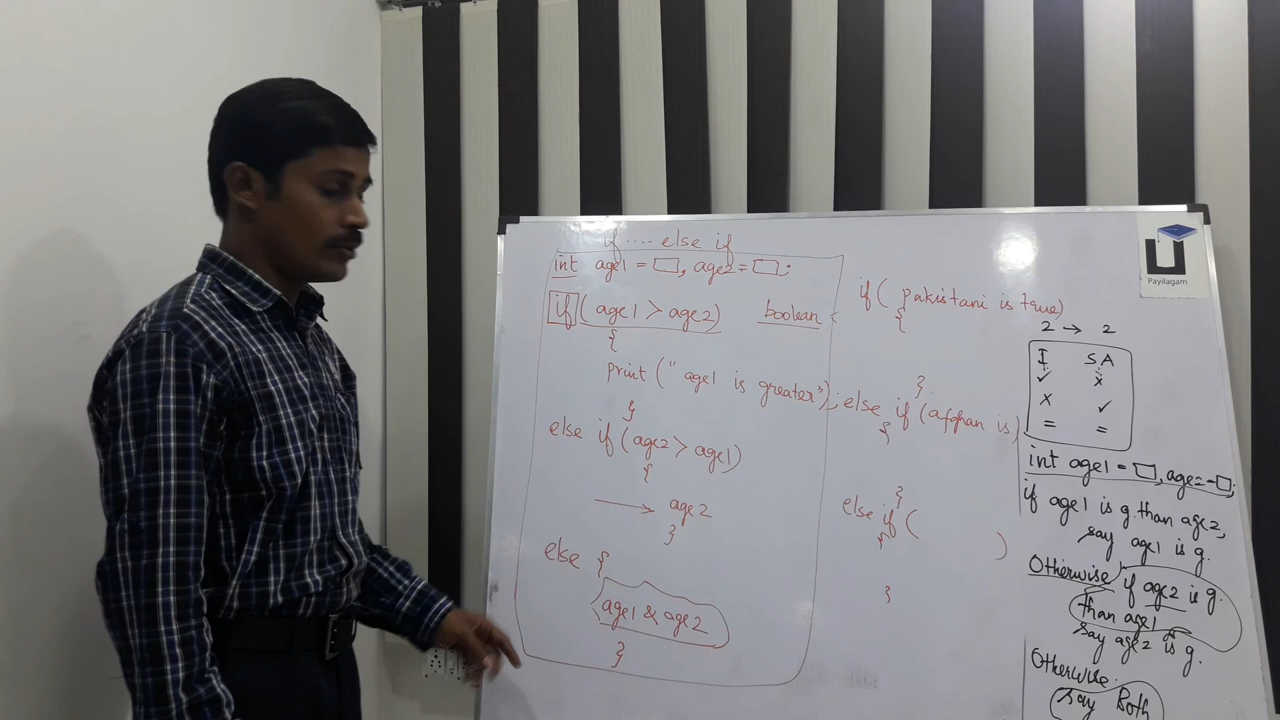 if .... else if
int age1 = , age2 = ;
if ( age1 > age2) boolean
{
print (" age1 is greater");
}
else if (age2 > age1)
{
→ age2
}
else {
age1 & age2
}
if ( pakistani is true)
{
}
else if (afghan is)
{
}
else if (
)
{
}
2 → 2
I SA
✓ x
x ✓
= =
int age1 = , age2 = ;
if age1 is g. than age2,
say age1 is g.
Otherwise, if age2 is g.
than age1
say age2 is g.
Otherwise.
say Both
Payilagam